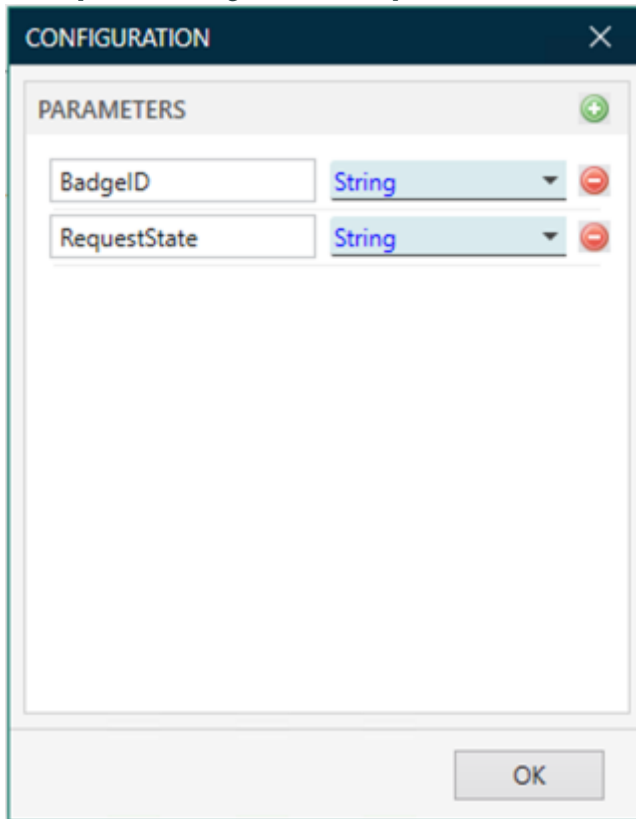 CONFIGURATION
PARAMETERS
BadgeID String
RequestState String
OK